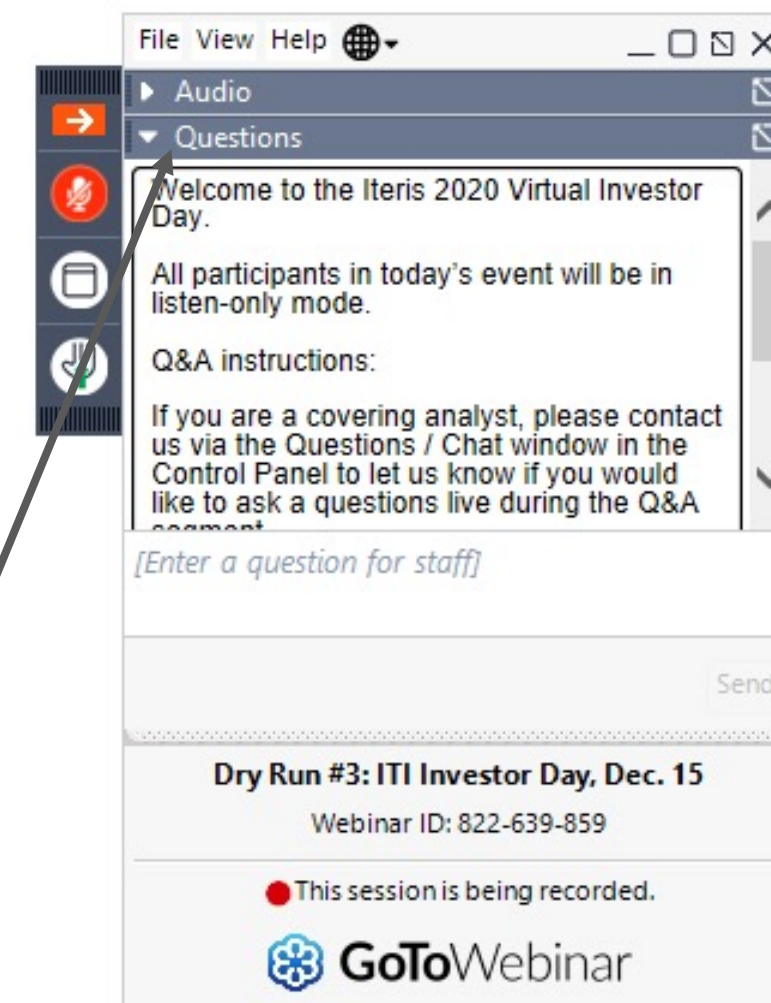 File View Help
Audio
Questions
Welcome to the Iteris 2020 Virtual Investor
Day.
All participants in today's event will be in
listen-only mode.
Q&A instructions:
If you are a covering analyst, please contact
us via the Questions / Chat window in the
Control Panel to let us know if you would
like to ask a questions live during the Q&A
segment
[Enter a question for staff]
Send
Dry Run #3: ITI Investor Day, Dec. 15
Webinar ID: 822-639-859
This session is being recorded.
GoToWebinar